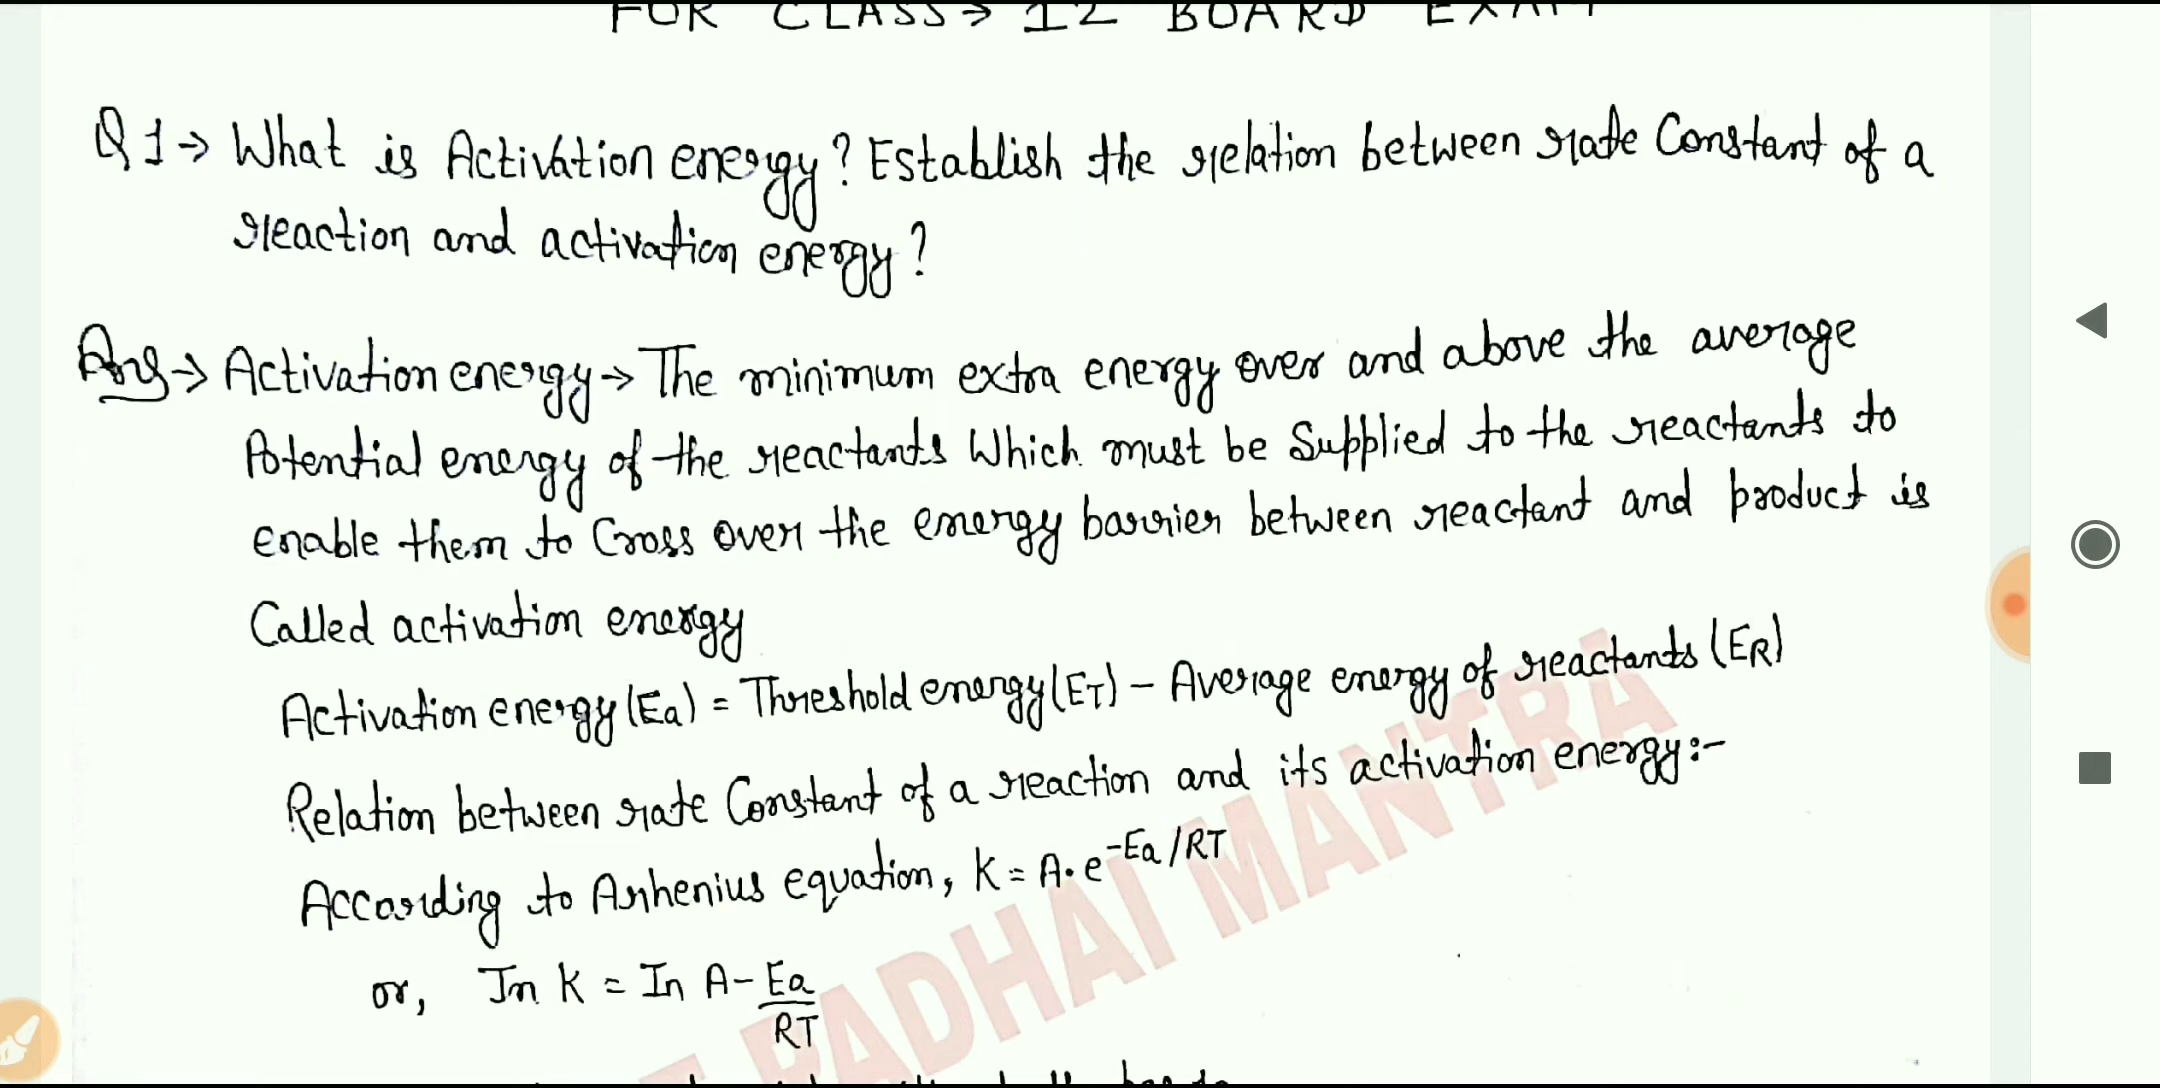 FOR CLASS → 12 BOARD EXAM
Q1→ What is Activation energy? Establish the relation between rate Constant of a
reaction and activation energy?
Ans→ Activation energy→ The minimum extra energy over and above the average
Potential energy of the reactants Which must be Supplied to the reactants to
enable them to Cross over the energy barrier between reactant and product is
Called activation energy
Activation energy (Ea) = Threshold energy (ET) – Average energy of reactants (ER)
Relation between rate Constant of a reaction and its activation energy:-
According to Arrhenius equation, K = A·e^-Ea/RT
or, In K = In A - Ea/RT
PADHAI MANTRA